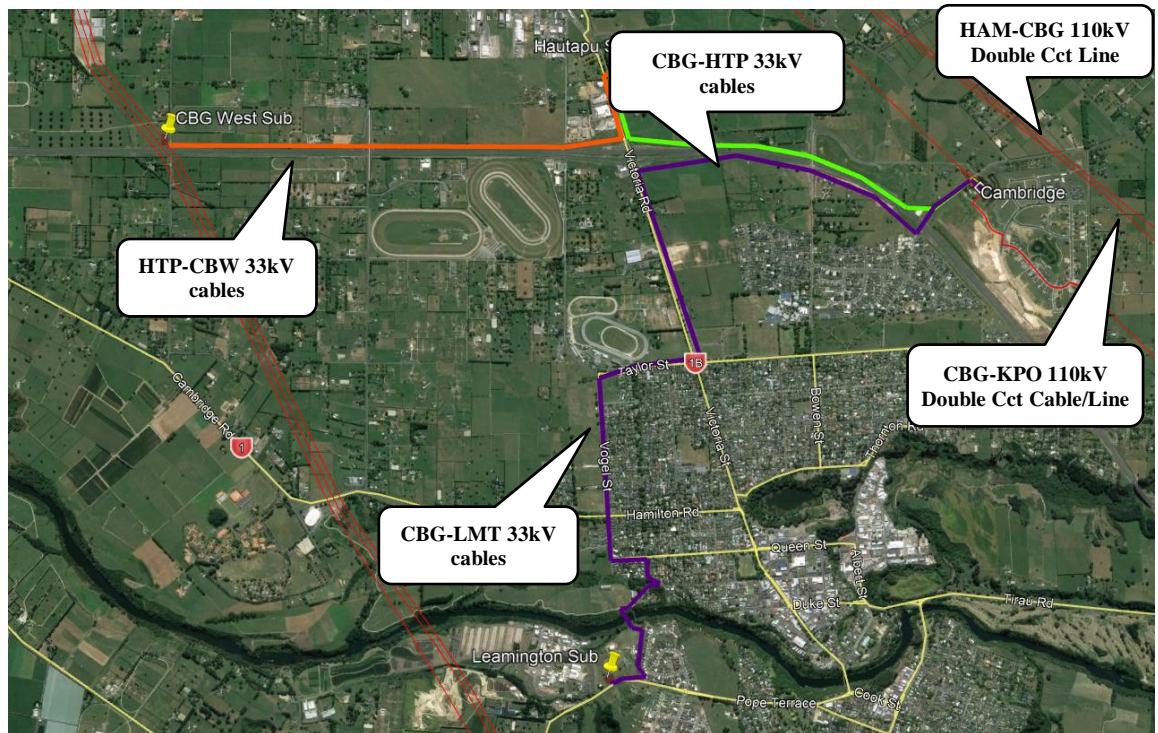 HAM-CBG 110kV
Double Cct Line
Hautapu S
CBG-HTP 33kV
cables
CBG West Sub
Victoria Rd
Cambridge
HTP-CBW 33kV
cables
1B
Taylor St
CBG-KPO 110kV
Double Cct Cable/Line
Cambridge Rd
1
Bowen St
Victoria St
Thornton R
Vogel St
CBG-LMT 33kV
cables
Hamilton Rd
Queen St
Albert St
Duke St
Tirau Rd
Leamington Sub
Pope Terrace
Cook St